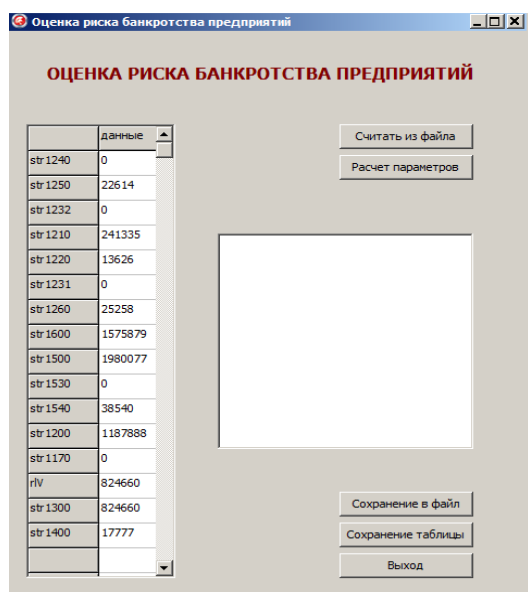 Оценка риска банкротства предприятий
ОЦЕНКА РИСКА БАНКРОТСТВА ПРЕДПРИЯТИЙ
данные
str1240 0
str1250 22614
str1232 0
str1210 241335
str1220 13626
str1231 0
str1260 25258
str1600 1575879
str1500 1980077
str1530 0
str1540 38540
str1200 1187888
str1170 0
rIV 824660
str1300 824660
str1400 17777
Считать из файла
Расчет параметров
Сохранение в файл
Сохранение таблицы
Выход